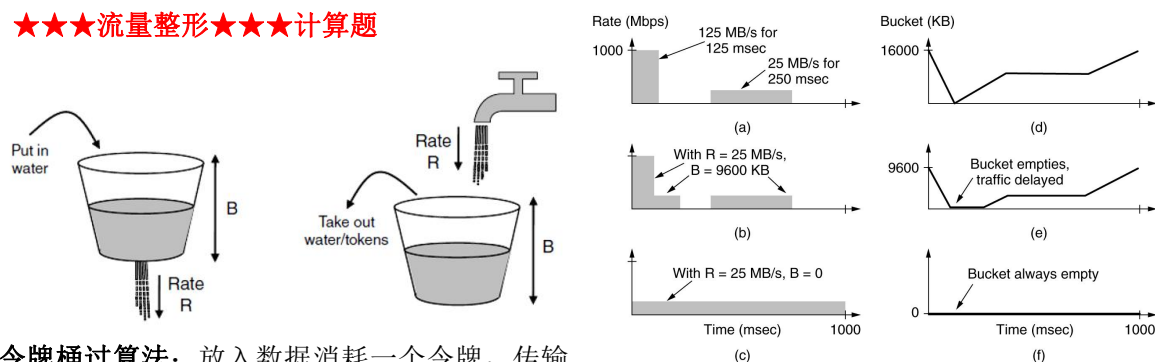 ★★★流量整形★★★计算题
Put in
water
B
Rate
R
Rate
R
Take out
water/tokens
B
Rate (Mbps)
1000
125 MB/s for
125 msec
25 MB/s for
250 msec
(a)
With R = 25 MB/s,
B = 9600 KB
(b)
With R = 25 MB/s, B = 0
Time (msec)
1000
(c)
Bucket (KB)
16000
(d)
9600
Bucket empties,
traffic delayed
(e)
Bucket always empty
0
Time (msec)
1000
(f)
令牌桶过算法：放入数据消耗一个令牌，传输